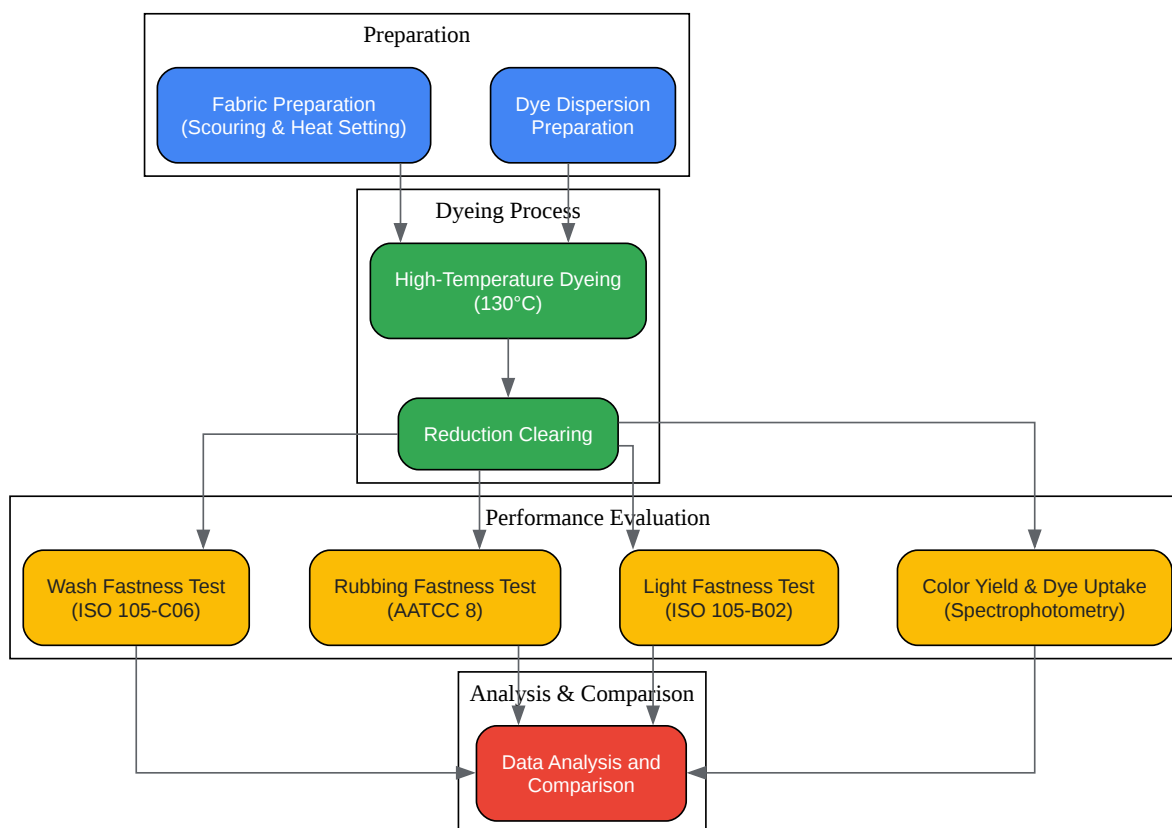 Preparation
Fabric Preparation
(Scouring & Heat Setting)
Dye Dispersion
Preparation
Dyeing Process
High-Temperature Dyeing
(130°C)
Reduction Clearing
Performance Evaluation
Wash Fastness Test
(ISO 105-C06)
Rubbing Fastness Test
(AATCC 8)
Light Fastness Test
(ISO 105-B02)
Color Yield & Dye Uptake
(Spectrophotometry)
Analysis & Comparison
Data Analysis and
Comparison